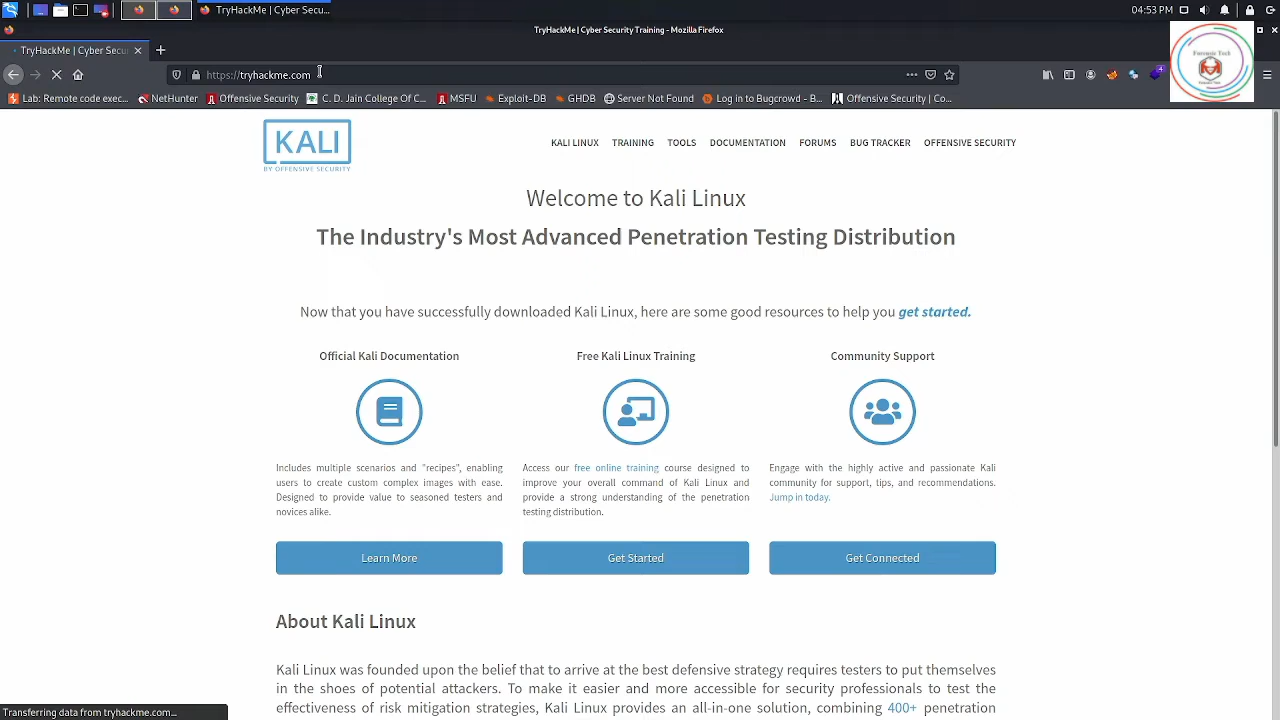 TryHackMe | Cyber Secu...
04:53 PM
kMe | Cyber Security Training - Mozilla Firefox
TryHackMe | Cyber Secu
https://tryhackme.com
Forensic Tech
Lab: Remote code exec...
NetHunter
Offensive Security
C. D. Jain College Of C...
MSFU
GHDB
Server Not Found
Log in to Bugcrowd – B...
Offensive Security | Cs...
KALI
BY OFFENSIVE SECURITY
KALI LINUX TRAINING TOOLS DOCUMENTATION FORUMS BUG TRACKER OFFENSIVE SECURITY
Welcome to Kali Linux
The Industry's Most Advanced Penetration Testing Distribution
Now that you have successfully downloaded Kali Linux, here are some good resources to help you get started.
Official Kali Documentation
Includes multiple scenarios and "recipes", enabling
users to create custom complex images with ease.
Designed to provide value to seasoned testers and
novices alike.
Learn More
Free Kali Linux Training
Access our free online training course designed to
improve your overall command of Kali Linux and
provide a strong understanding of the penetration
testing distribution.
Get Started
Community Support
Engage with the highly active and passionate Kali
community for support, tips, and recommendations.
Jump in today.
Get Connected
About Kali Linux
Kali Linux was founded upon the belief that to arrive at the best defensive strategy requires testers to put themselves
in the shoes of potential attackers. To make it easier and more accessible for security professionals to test the
effectiveness of risk mitigation strategies, Kali Linux provides an all-in-one solution, combining 400+ penetration
Transferring data from tryhackme.com...